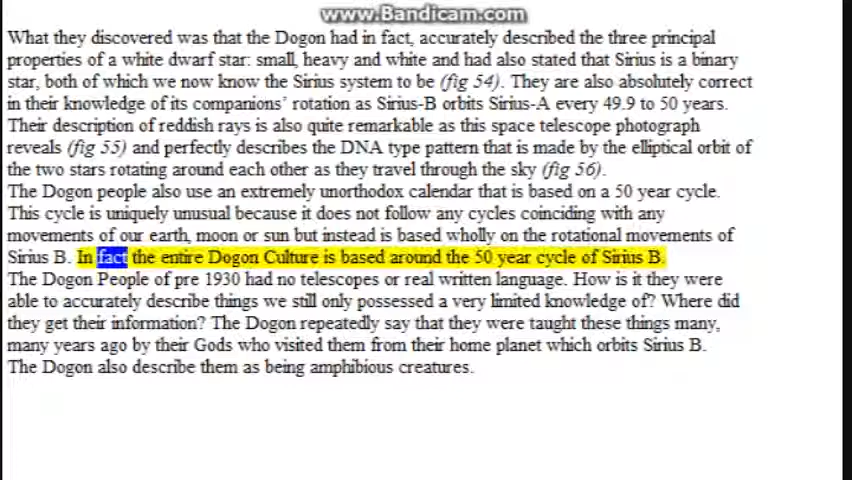 www.Bandicam.com
What they discovered was that the Dogon had in fact, accurately described the three principal
properties of a white dwarf star: small, heavy and white and had also stated that Sirius is a binary
star, both of which we now know the Sirius system to be (fig 54). They are also absolutely correct
in their knowledge of its companions' rotation as Sirius-B orbits Sirius-A every 49.9 to 50 years.
Their description of reddish rays is also quite remarkable as this space telescope photograph
reveals (fig 55) and perfectly describes the DNA type pattern that is made by the elliptical orbit of
the two stars rotating around each other as they travel through the sky (fig 56).
The Dogon people also use an extremely unorthodox calendar that is based on a 50 year cycle.
This cycle is uniquely unusual because it does not follow any cycles coinciding with any
movements of our earth, moon or sun but instead is based wholly on the rotational movements of
Sirius B. In fact the entire Dogon Culture is based around the 50 year cycle of Sirius B.
The Dogon People of pre 1930 had no telescopes or real written language. How is it they were
able to accurately describe things we still only possessed a very limited knowledge of? Where did
they get their information? The Dogon repeatedly say that they were taught these things many,
many years ago by their Gods who visited them from their home planet which orbits Sirius B.
The Dogon also describe them as being amphibious creatures.